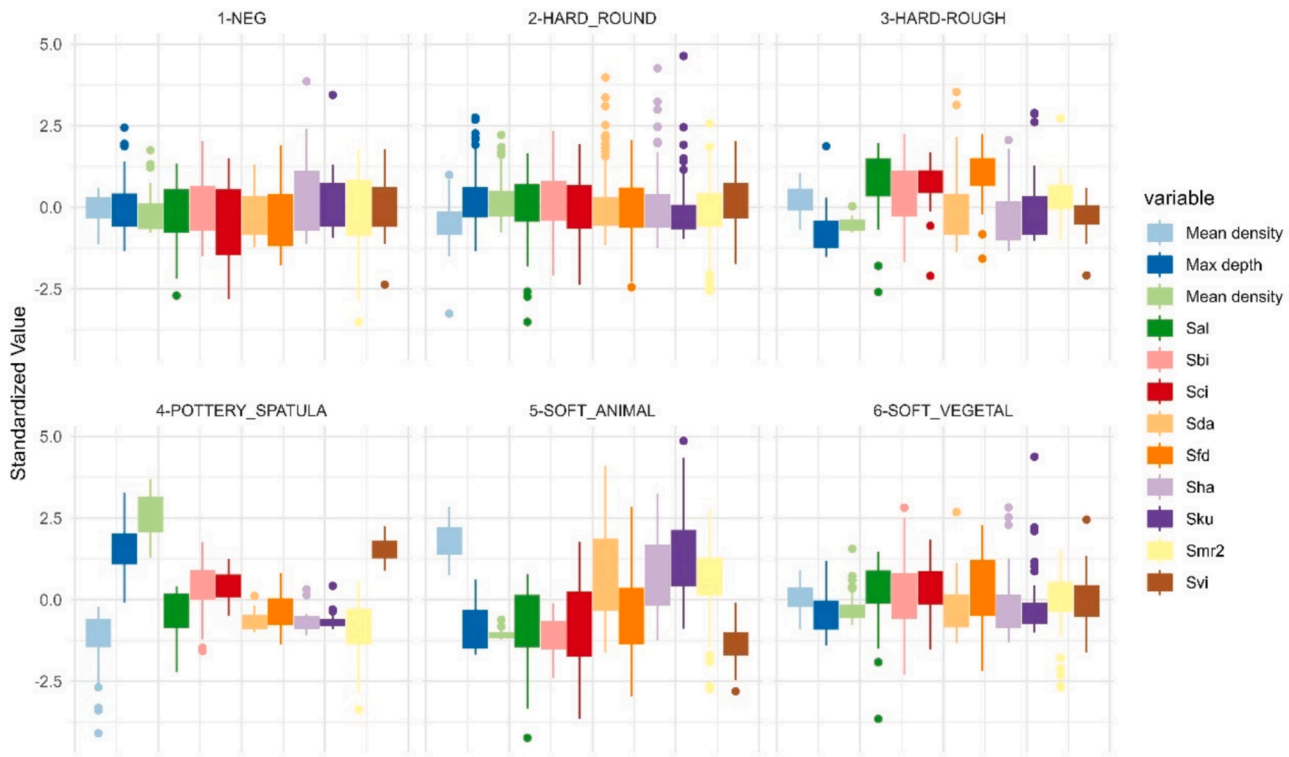 1-NEG
2-HARD_ROUND
3-HARD-ROUGH
5.0
2.5
0.0
-2.5
4-POTTERY_SPATULA
5-SOFT_ANIMAL
6-SOFT_VEGETAL
5.0
2.5
0.0
-2.5
Standardized Value
variable
Mean density
Max depth
Mean density
Sal
Sbi
Sci
Sda
Sfd
Sha
Sku
Smr2
Svi